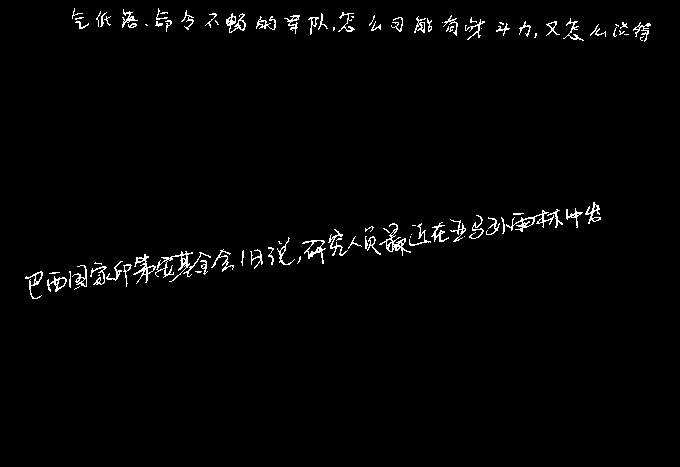 气低落、命令不畅的军队,怎么可能有战斗力,又怎么谈得
巴西国家印第安基金会1日说,研究人员最近在亚马孙雨林中发